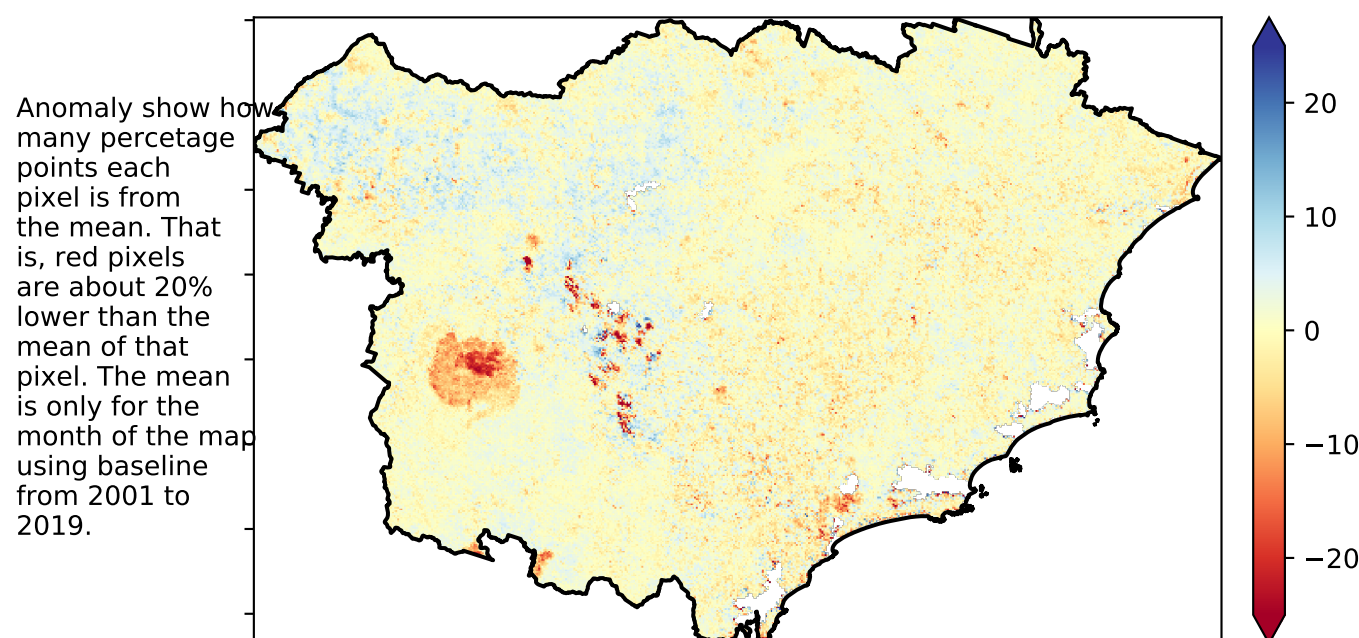 Anomaly show how
many percetage
points each
pixel is from
the mean. That
is, red pixels
are about 20%
lower than the
mean of that
pixel. The mean
is only for the
month of the map
using baseline
from 2001 to
2019.
20
10
0
−10
−20